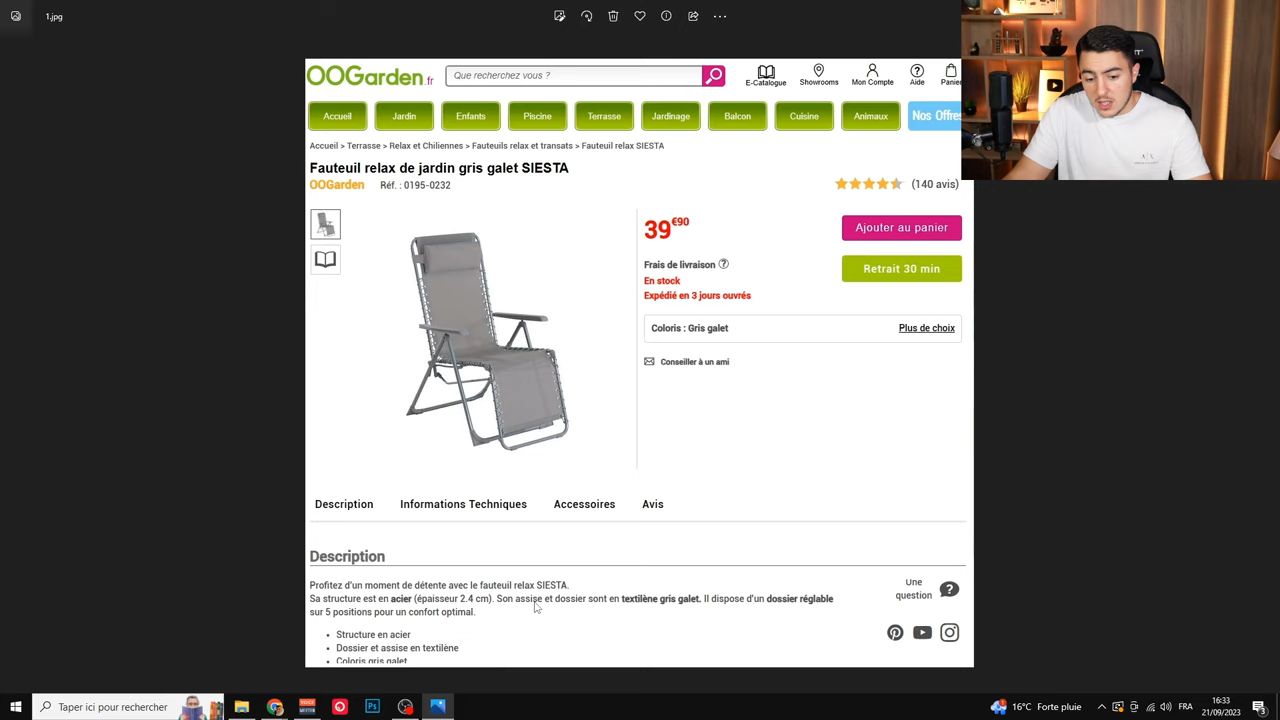 1.jpg
OOGarden.fr
Que recherchez vous ?
E-Catalogue
Showrooms
Mon Compte
Aide
Panier
Accueil
Jardin
Enfants
Piscine
Terrasse
Jardinage
Balcon
Cuisine
Animaux
Nos Offres
Accueil > Terrasse > Relax et Chiliennes > Fauteuils relax et transats > Fauteuil relax SIESTA
Fauteuil relax de jardin gris galet SIESTA
OOGarden Réf. : 0195-0232
(140 avis)
39€90
Ajouter au panier
Frais de livraison ?
Retrait 30 min
En stock
Expédié en 3 jours ouvrés
Coloris : Gris galet
Plus de choix
Conseiller à un ami
Description
Informations Techniques
Accessoires
Avis
Description
Profitez d'un moment de détente avec le fauteuil relax SIESTA.
Sa structure est en acier (épaisseur 2.4 cm). Son assise et dossier sont en textilène gris galet. Il dispose d'un dossier réglable
sur 5 positions pour un confort optimal.
Une
question
?
• Structure en acier
• Dossier et assise en textilène
• Coloris gris galet
Taper ici pour rechercher
Ps
16°C Forte pluie
FRA
16:33
21/09/2023